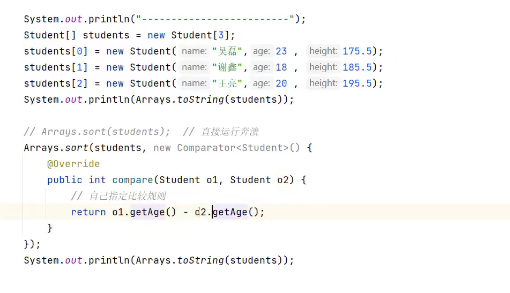 System.out.println("-------------------------");
Student[] students = new Student[3];
students[0] = new Student( name: "吴磊", age: 23 , height: 175.5);
students[1] = new Student( name: "谢鑫", age: 18 , height: 185.5);
students[2] = new Student( name: "王亮", age: 20 , height: 195.5);
System.out.println(Arrays.toString(students));
// Arrays.sort(students);  // 直接运行奔溃
Arrays.sort(students, new Comparator<Student>() {
@Override
public int compare(Student o1, Student o2) {
// 自己指定比较规则
return o1.getAge() - o2.getAge();
}
});
System.out.println(Arrays.toString(students));